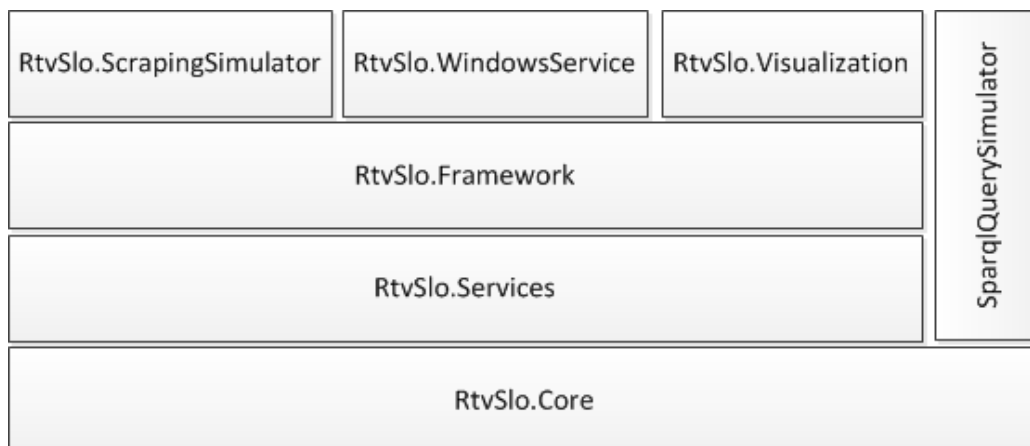 RtvSlo.ScrapingSimulator
RtvSlo.WindowsService
RtvSlo.Visualization
SparqlQuerySimulator
RtvSlo.Framework
RtvSlo.Services
RtvSlo.Core